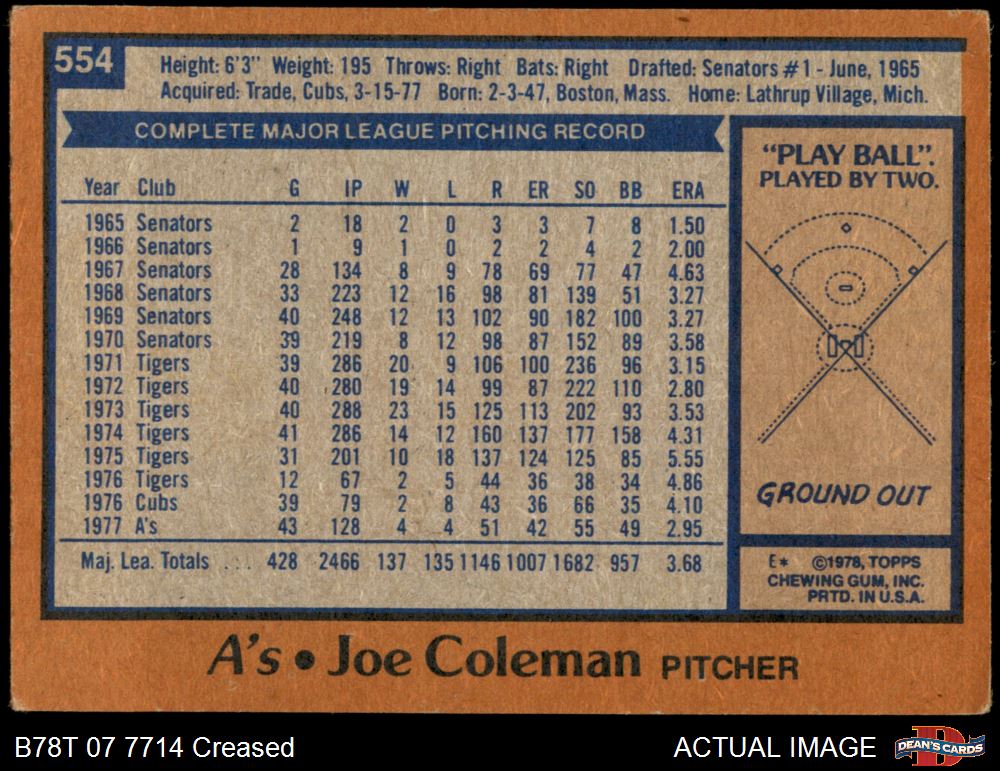 554
Height: 6'3" Weight: 195 Throws: Right Bats: Right Drafted: Senators #1 - June, 1965
Acquired: Trade, Cubs, 3-15-77 Born: 2-3-47, Boston, Mass. Home: Lathrup Village, Mich.
COMPLETE MAJOR LEAGUE PITCHING RECORD
Year Club G IP W L R ER SO BB ERA
1965 Senators 2 18 2 0 3 3 7 8 1.50
1966 Senators 1 9 1 0 2 2 4 2 2.00
1967 Senators 28 134 8 9 78 69 77 47 4.63
1968 Senators 33 223 12 16 98 81 139 51 3.27
1969 Senators 40 248 12 13 102 90 182 100 3.27
1970 Senators 39 219 8 12 98 87 152 89 3.58
1971 Tigers 39 286 20 9 106 100 236 96 3.15
1972 Tigers 40 280 19 14 99 87 222 110 2.80
1973 Tigers 40 288 23 15 125 113 202 93 3.53
1974 Tigers 41 286 14 12 160 137 177 158 4.31
1975 Tigers 31 201 10 18 137 124 125 85 5.55
1976 Tigers 12 67 2 5 44 36 38 34 4.86
1976 Cubs 39 79 2 8 43 36 66 35 4.10
1977 A's 43 128 4 4 51 42 55 49 2.95
Maj. Lea. Totals ... 428 2466 137 135 1146 1007 1682 957 3.68
"PLAY BALL".
PLAYED BY TWO.
GROUND OUT
E* ©1978, TOPPS
CHEWING GUM, INC.
PRTD. IN U.S.A.
A's • Joe Coleman PITCHER
B78T 07 7714 Creased
ACTUAL IMAGE
DEAN'S CARDS